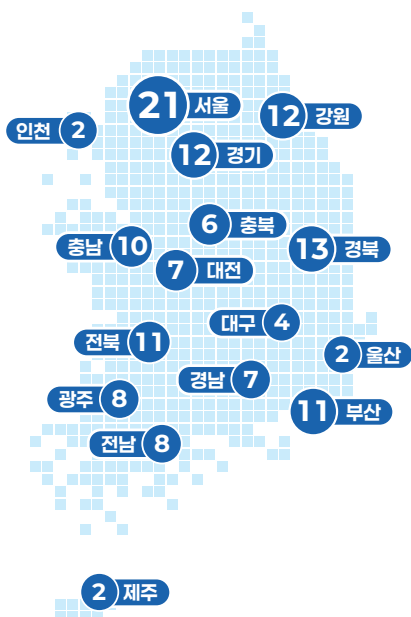 21 서울
12 강원
인천 2
12 경기
6 충북
충남 10
13 경북
7 대전
대구 4
전북 11
2 울산
경남 7
광주 8
11 부산
전남 8
2 제주